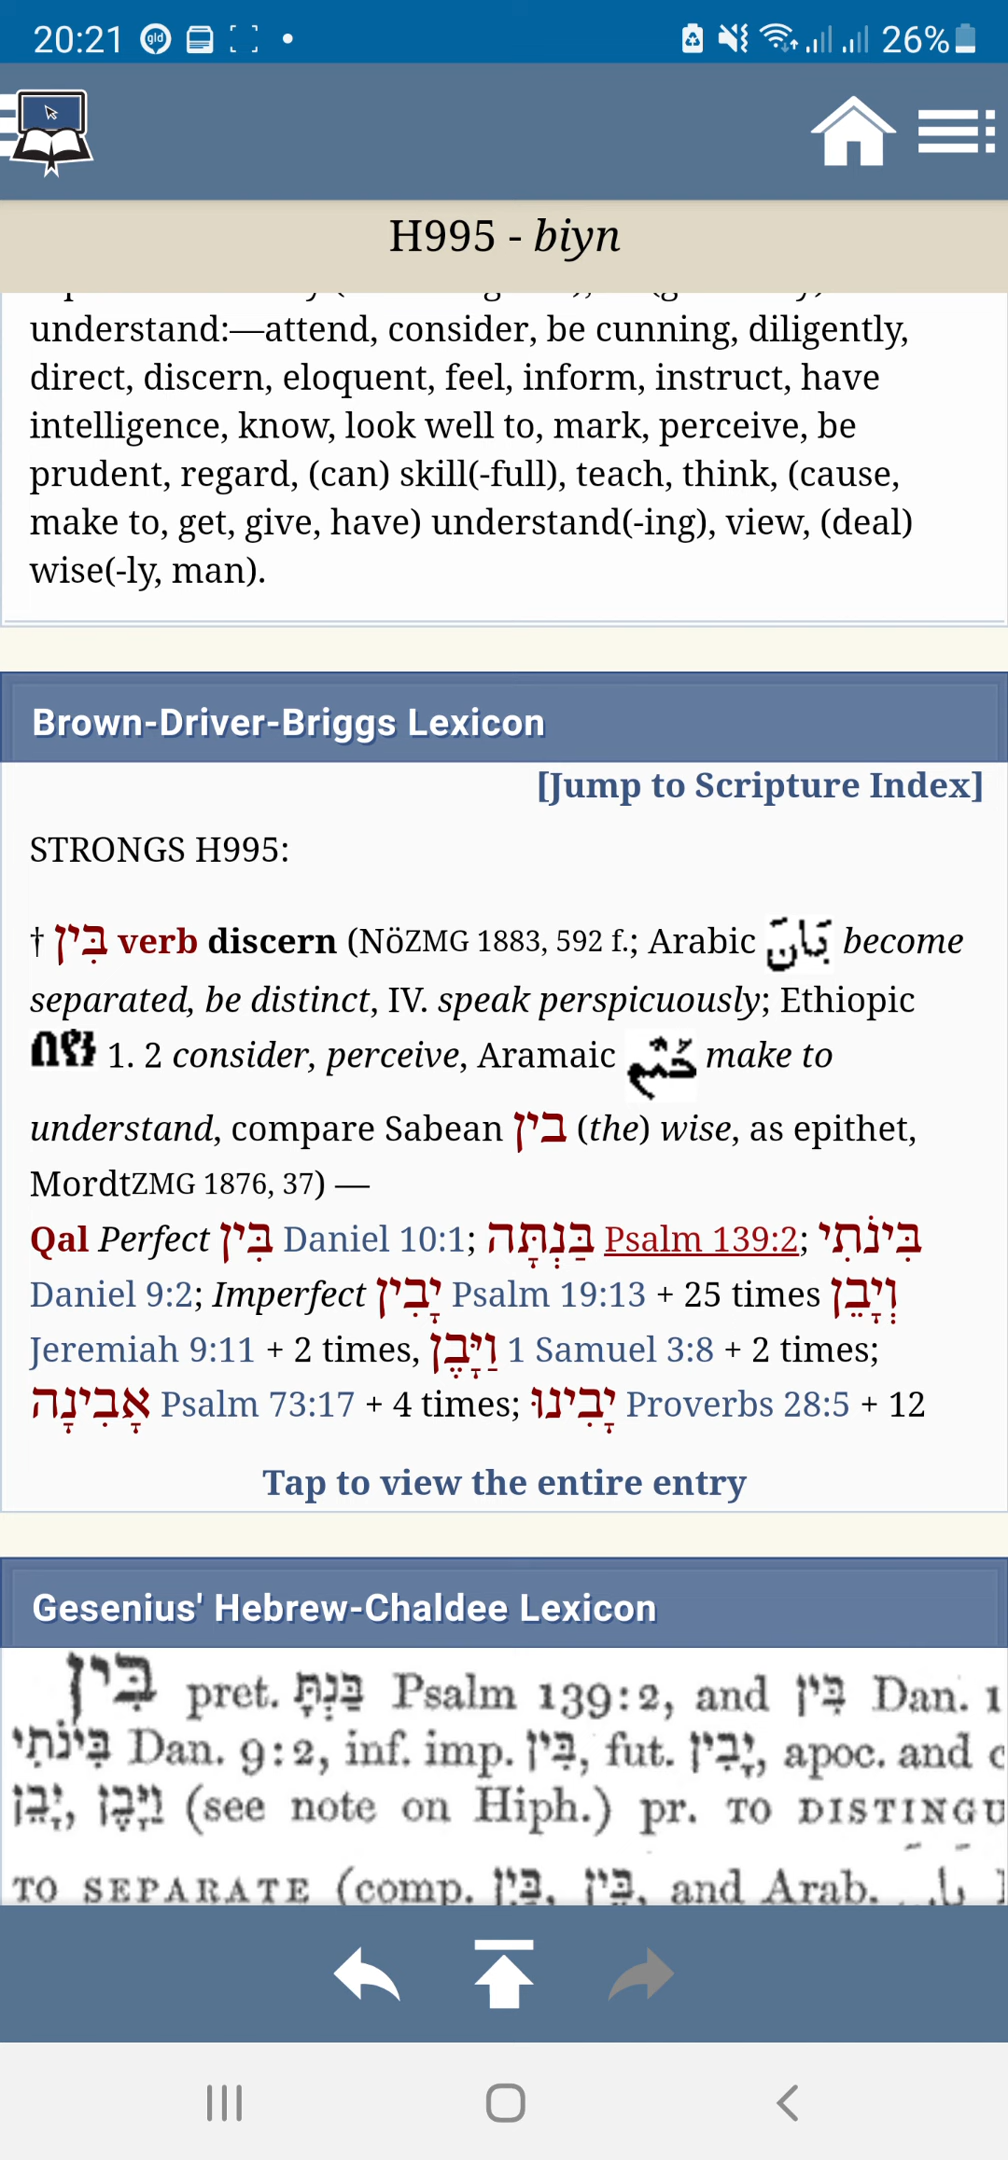 20:21 gld 26%
H995 - biyn
understand:—attend, consider, be cunning, diligently,
direct, discern, eloquent, feel, inform, instruct, have
intelligence, know, look well to, mark, perceive, be
prudent, regard, (can) skill(-full), teach, think, (cause,
make to, get, give, have) understand(-ing), view, (deal)
wise(-ly, man).
Brown-Driver-Briggs Lexicon
[Jump to Scripture Index]
STRONGS H995:
† בִּין verb discern (NöZMG 1883, 592 f.; Arabic بَانَ become
separated, be distinct, IV. speak perspicuously; Ethiopic
1. 2 consider, perceive, Aramaic make to
understand, compare Sabean בין (the) wise, as epithet,
MordtZMG 1876, 37) —
Qal Perfect בִּין Daniel 10:1; בַּנְתָּה Psalm 139:2; בִּינֹתִי
Daniel 9:2; Imperfect יָבִין Psalm 19:13 + 25 times וְיָבֵן
Jeremiah 9:11 + 2 times, וַיָּבֶן 1 Samuel 3:8 + 2 times;
אָבִינָה Psalm 73:17 + 4 times; יָבִינוּ Proverbs 28:5 + 12
Tap to view the entire entry
Gesenius' Hebrew-Chaldee Lexicon
בִּין pret. בַּנְתָּ Psalm 139:2, and בִּין Dan. 1
בִּינֹתִי Dan. 9:2, inf. imp. בִּין, fut. יָבִין, apoc. and c
יָבֵן, וַיָּבֶן (see note on Hiph.) pr. TO DISTINGU
TO SEPARATE (comp. בַּיִן, בֵּין, and Arab.